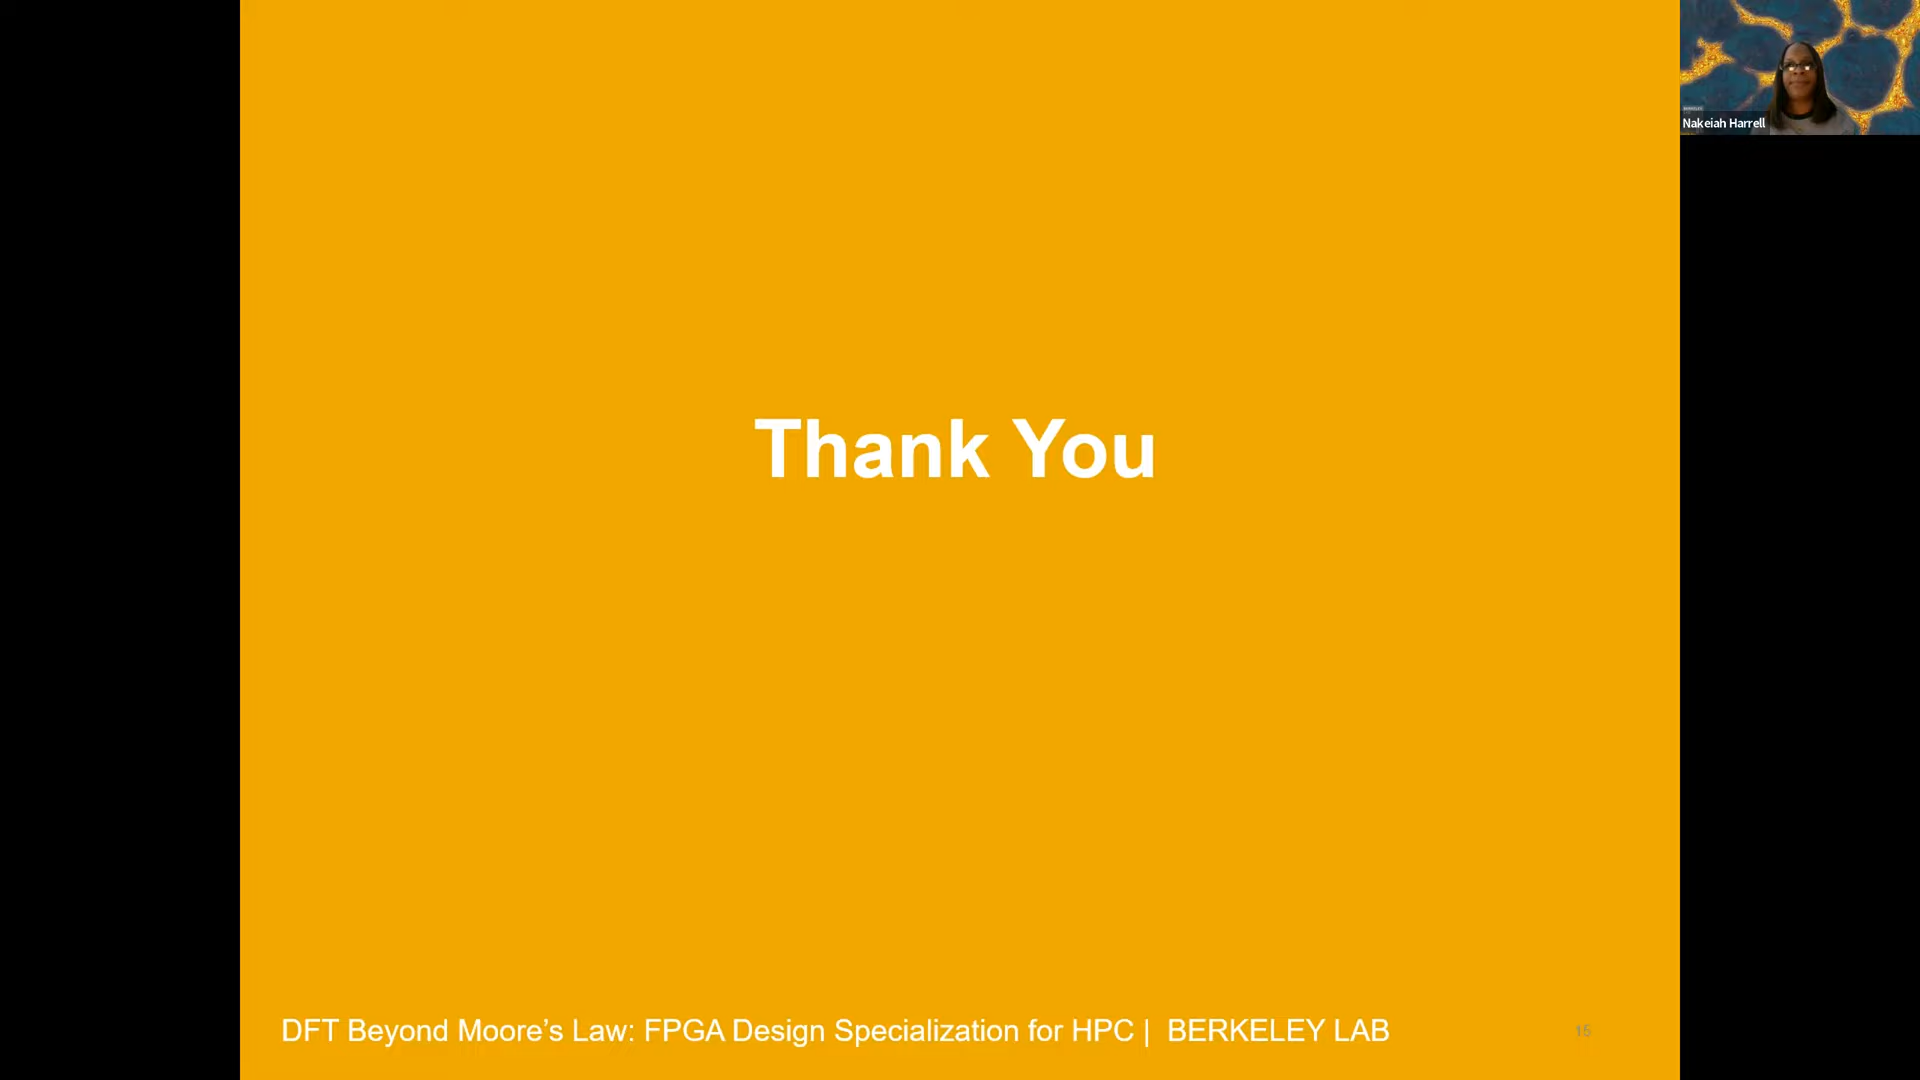 Nakeiah Harrell
Thank You
DFT Beyond Moore’s Law: FPGA Design Specialization for HPC | BERKELEY LAB
15